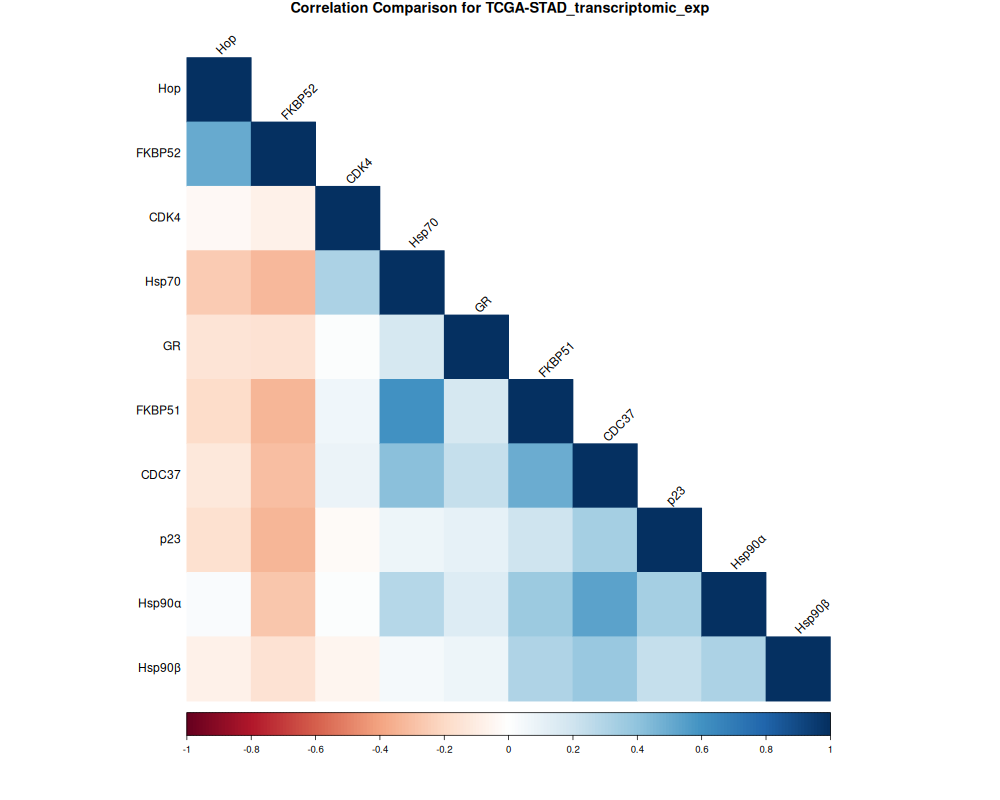 Correlation Comparison for TCGA-STAD_transcriptomic_exp
Hop
Hop
FKBP52
FKBP52
CDK4
CDK4
Hsp70
Hsp70
GR
GR
FKBP51
FKBP51
CDC37
CDC37
p23
p23
Hsp90α
Hsp90α
Hsp90β
Hsp90β
-1 -0.8 -0.6 -0.4 -0.2 0 0.2 0.4 0.6 0.8 1